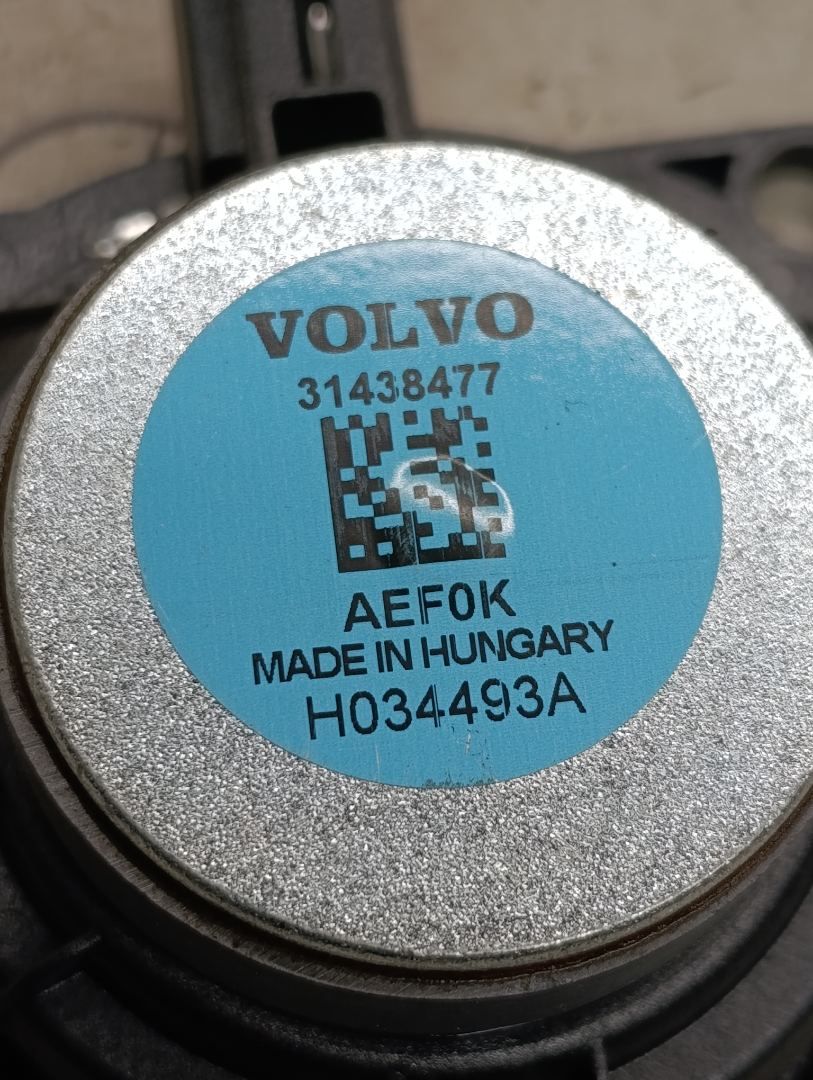 VOLVO
31438477
AEF0K
MADE IN HUNGARY
H034493A